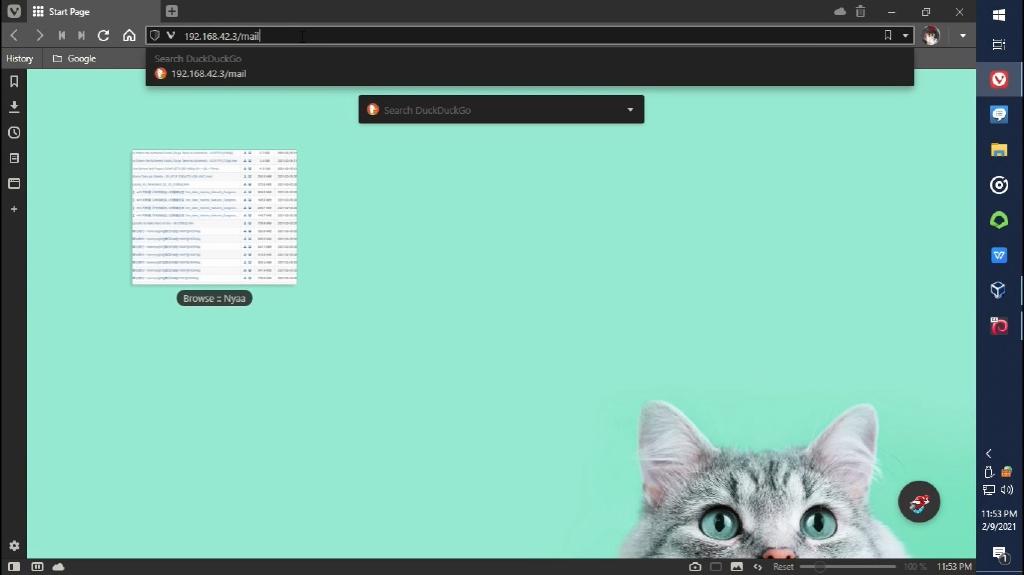 Start Page
192.168.42.3/mail
History
Google
Search DuckDuckGo
192.168.42.3/mail
Search DuckDuckGo
Browse :: Nyaa
11:53 PM
2/9/2021
1
Reset
100 %
11:53 PM